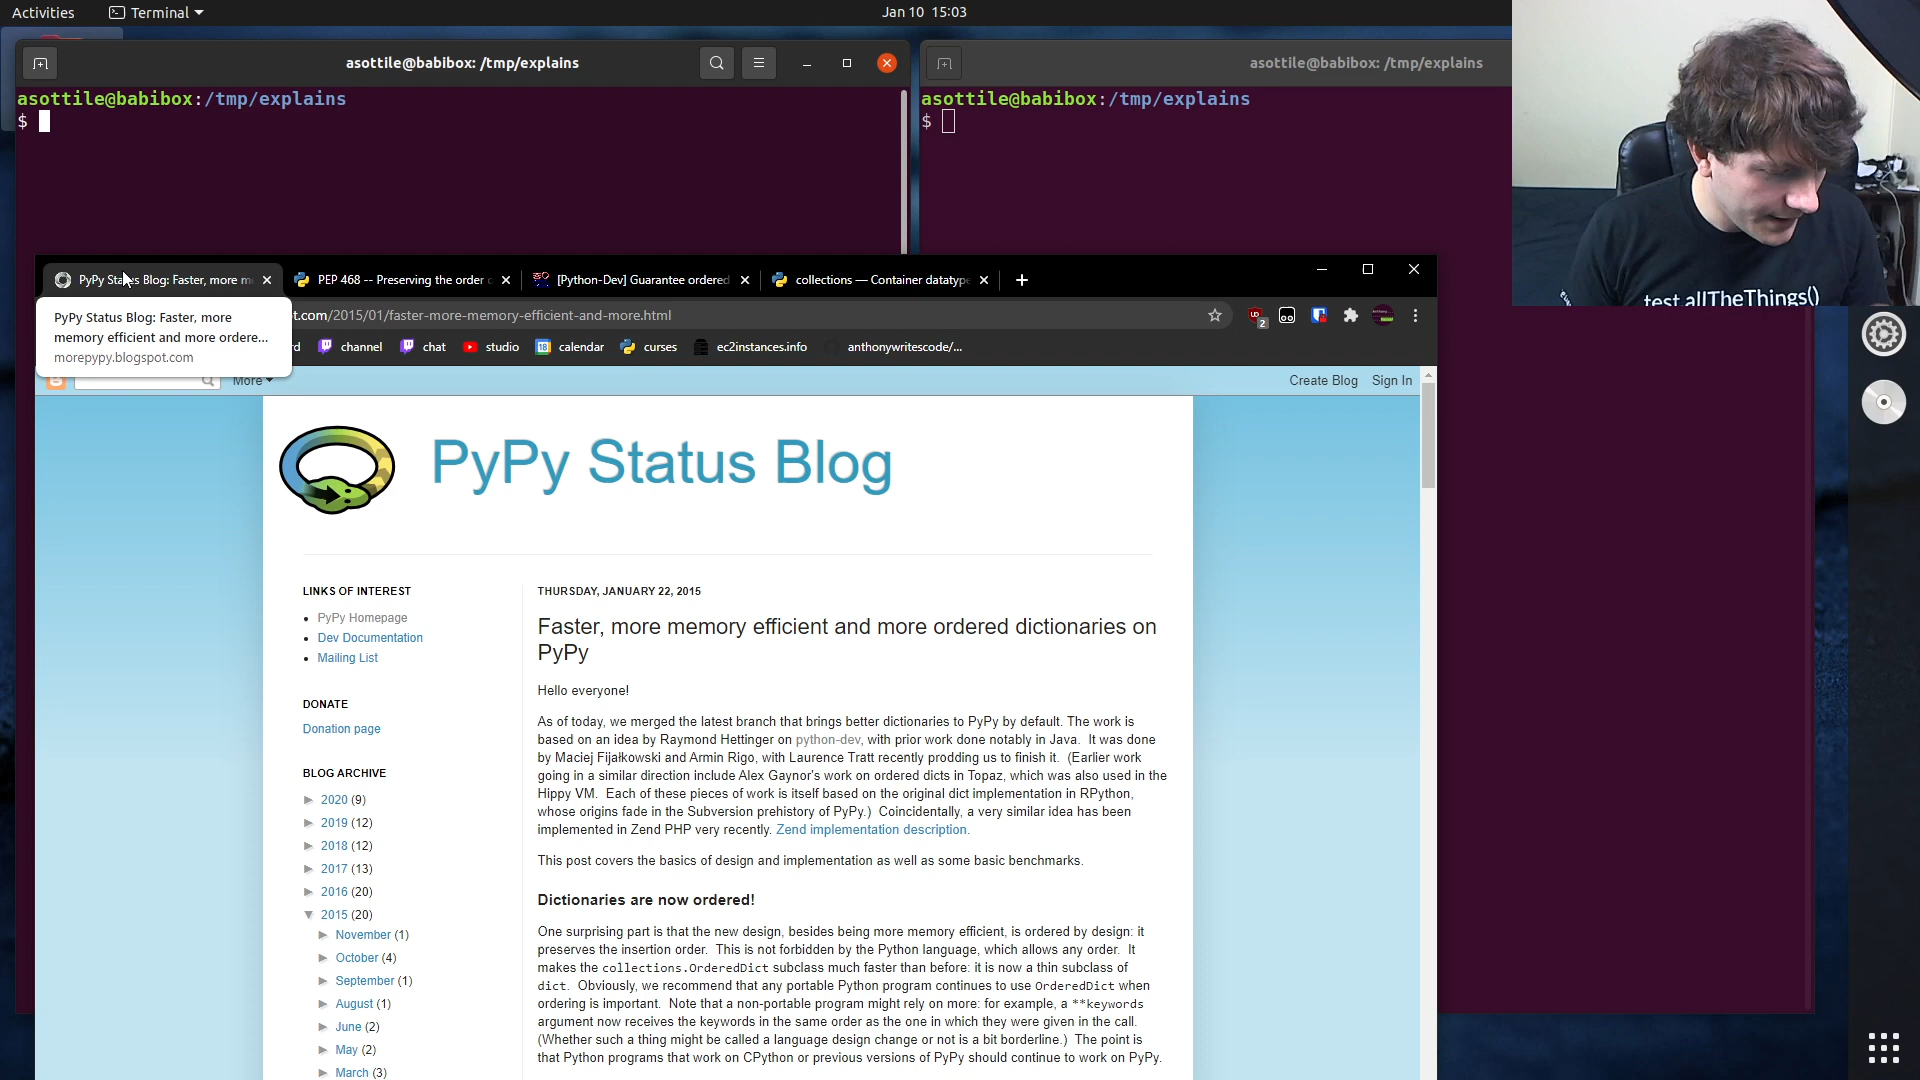 Activities
Terminal
Jan 10 15:03
asottile@babibox: /tmp/explains
asottile@babibox: /tmp/explains
asottile@babibox:/tmp/explains
$
asottile@babibox:/tmp/explains
$
test.allTheThings()
PyPy Status Blog: Faster, more m
PEP 468 -- Preserving the order
[Python-Dev] Guarantee ordered
collections — Container datatype
t.com/2015/01/faster-more-memory-efficient-and-more.html
2
PyPy Status Blog: Faster, more
memory efficient and more ordere...
morepypy.blogspot.com
channel
chat
studio
18
calendar
curses
ec2instances.info
anthonywritescode/...
More
Create Blog
Sign In
PyPy Status Blog
LINKS OF INTEREST
PyPy Homepage
Dev Documentation
Mailing List
DONATE
Donation page
BLOG ARCHIVE
► 2020 (9)
► 2019 (12)
► 2018 (12)
► 2017 (13)
► 2016 (20)
▼ 2015 (20)
► November (1)
► October (4)
► September (1)
► August (1)
► June (2)
► May (2)
► March (3)
THURSDAY, JANUARY 22, 2015
Faster, more memory efficient and more ordered dictionaries on
PyPy
Hello everyone!
As of today, we merged the latest branch that brings better dictionaries to PyPy by default. The work is
based on an idea by Raymond Hettinger on python-dev, with prior work done notably in Java. It was done
by Maciej Fijałkowski and Armin Rigo, with Laurence Tratt recently prodding us to finish it. (Earlier work
going in a similar direction include Alex Gaynor's work on ordered dicts in Topaz, which was also used in the
Hippy VM. Each of these pieces of work is itself based on the original dict implementation in RPython,
whose origins fade in the Subversion prehistory of PyPy.) Coincidentally, a very similar idea has been
implemented in Zend PHP very recently. Zend implementation description.
This post covers the basics of design and implementation as well as some basic benchmarks.
Dictionaries are now ordered!
One surprising part is that the new design, besides being more memory efficient, is ordered by design: it
preserves the insertion order. This is not forbidden by the Python language, which allows any order. It
makes the collections.OrderedDict subclass much faster than before: it is now a thin subclass of
dict. Obviously, we recommend that any portable Python program continues to use OrderedDict when
ordering is important. Note that a non-portable program might rely on more: for example, a **keywords
argument now receives the keywords in the same order as the one in which they were given in the call.
(Whether such a thing might be called a language design change or not is a bit borderline.) The point is
that Python programs that work on CPython or previous versions of PyPy should continue to work on PyPy.